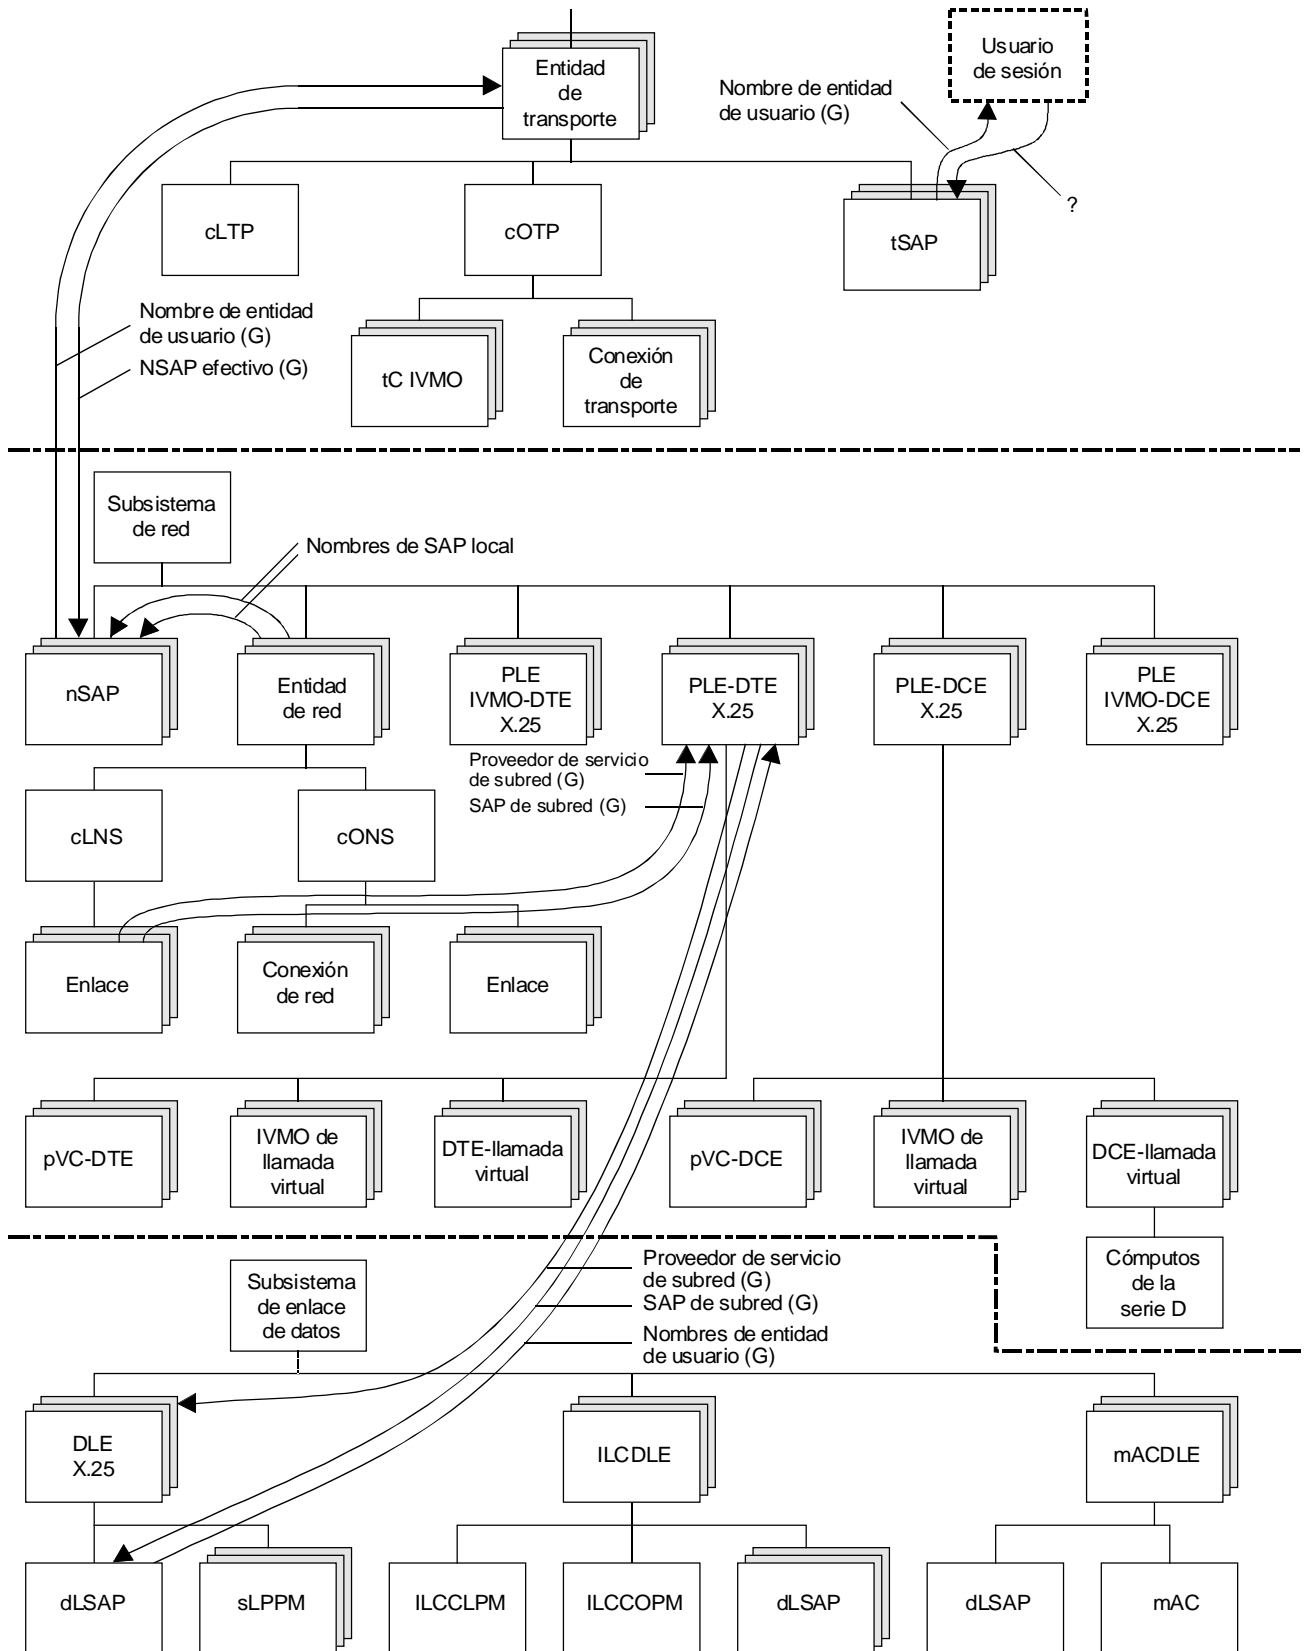 Usuario
de sesión
Entidad
de
transporte
Nombre de entidad
de usuario (G)
cLTP
cOTP
tSAP
?
Nombre de entidad
de usuario (G)
NSAP efectivo (G)
tC IVMO
Conexión
de
transporte
Subsistema
de red
Nombres de SAP local
nSAP
Entidad
de red
PLE
IVMO-DTE
X.25
PLE-DTE
X.25
PLE-DCE
X.25
PLE
IVMO-DCE
X.25
Proveedor de servicio
de subred (G)
SAP de subred (G)
cLNS
cONS
Enlace
Conexión
de red
Enlace
pVC-DTE
IVMO de
llamada
virtual
DTE-llamada
virtual
pVC-DCE
IVMO de
llamada
virtual
DCE-llamada
virtual
Cómputos
de la
serie D
Subsistema
de enlace
de datos
Proveedor de servicio
de subred (G)
SAP de subred (G)
Nombres de entidad
de usuario (G)
DLE
X.25
ILCDLE
mACDLE
dLSAP
sLPPM
ILCCLPM
ILCCOPM
dLSAP
dLSAP
mAC